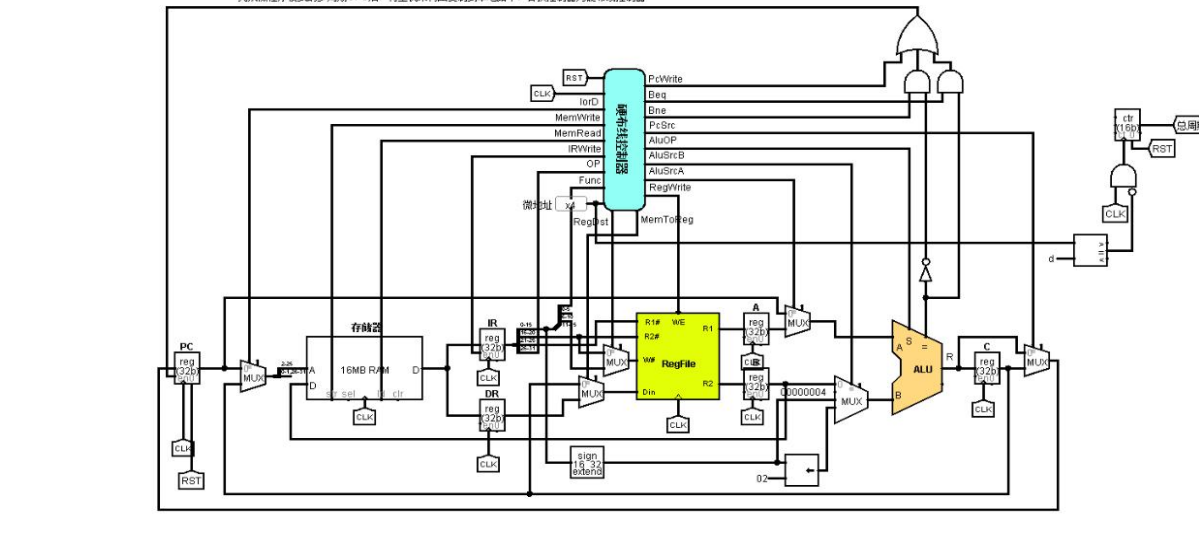 RST
CLK
IorD
MemWrite
MemRead
IRWrite
OP
Func
微地址
x4
RegDst
硬布线控制器
PcWrite
Beq
Bne
PcSrc
AluOP
AluSrcB
AluSrcA
RegWrite
MemToReg
ctr
(16b)
RST
CLK
d
PC
reg
(32b)
CLK
RST
MUX
存储器
A
D
16MB RAM
D
CLK
IR
reg
(32b)
CLK
DR
reg
(32b)
CLK
MUX
MUX
R1# WE
R2#
W#
Din
R1
R2
RegFile
CLK
A
reg
(32b)
CLK
reg
(32b)
CLK
MUX
00000004
MUX
sign
16 32
extend
02
A
B
S
=
ALU
R
C
reg
(32b)
CLK
MUX